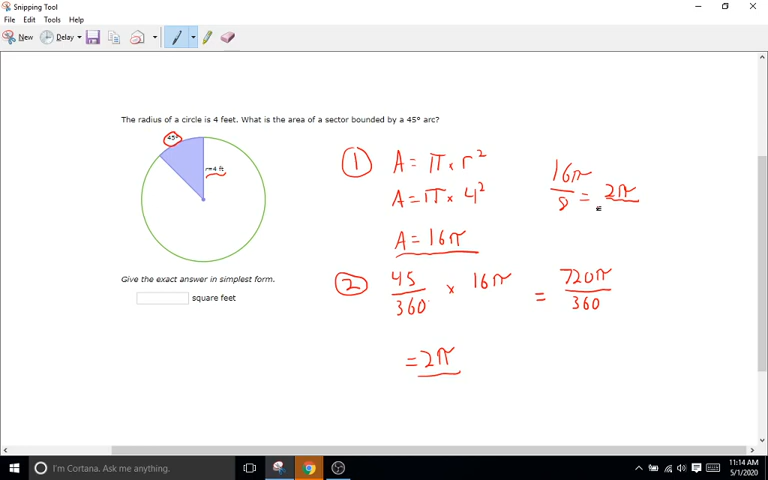 Snipping Tool
File Edit Tools Help
New Delay
The radius of a circle is 4 feet. What is the area of a sector bounded by a 45° arc?
45°
r=4 ft
Give the exact answer in simplest form.
square feet
1 A = π × r²
A = π × 4²
A = 16π
2 45/360 × 16π = 720π/360
= 2π
16π/8 = 2π
I'm Cortana. Ask me anything.
11:14 AM
5/1/2020